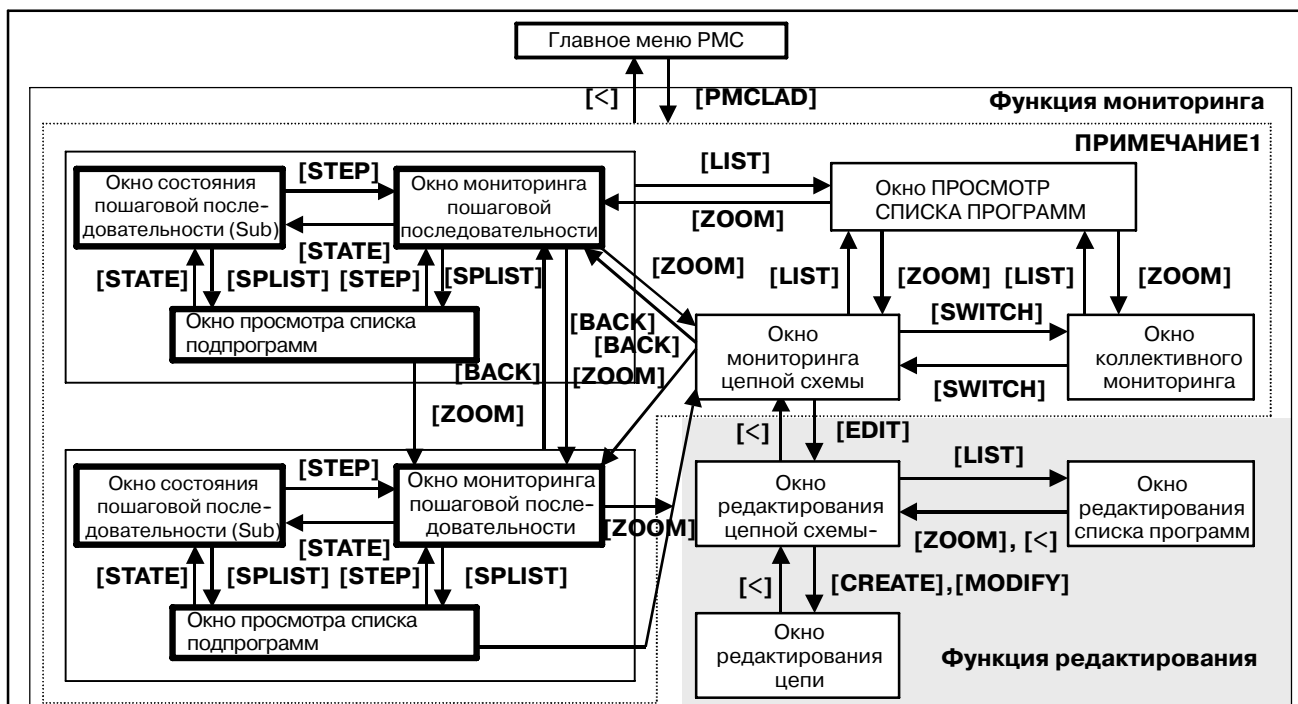 Главное меню PMC
[<]
[PMCLAD]
Функция мониторинга
ПРИМЕЧАНИЕ1
Окно состояния
пошаговой после-
довательности (Sub)
[STEP]
[STATE]
Окно мониторинга
пошаговой
последовательности
[LIST]
[ZOOM]
Окно ПРОСМОТР
СПИСКА ПРОГРАММ
[STATE]
[SPLIST]
[STEP]
[SPLIST]
[ZOOM]
[LIST]
[ZOOM]
[LIST]
[ZOOM]
Окно просмотра списка
подпрограмм
[BACK]
[BACK]
[BACK]
[ZOOM]
[ZOOM]
Окно
мониторинга
цепной схемы
[SWITCH]
[SWITCH]
Окно
коллективного
мониторинга
[<]
[EDIT]
Окно состояния
пошаговой после-
довательности (Sub)
[STEP]
[STATE]
Окно мониторинга
пошаговой после-
довательности
[ZOOM]
Окно
редактирования
цепной схемы-
[LIST]
[ZOOM], [<]
Окно
редактирования
списка программ
[STATE]
[SPLIST]
[STEP]
[SPLIST]
[<]
[CREATE],[MODIFY]
Окно просмотра списка
подпрограмм
Окно
редактирования
цепи
Функция редактирования